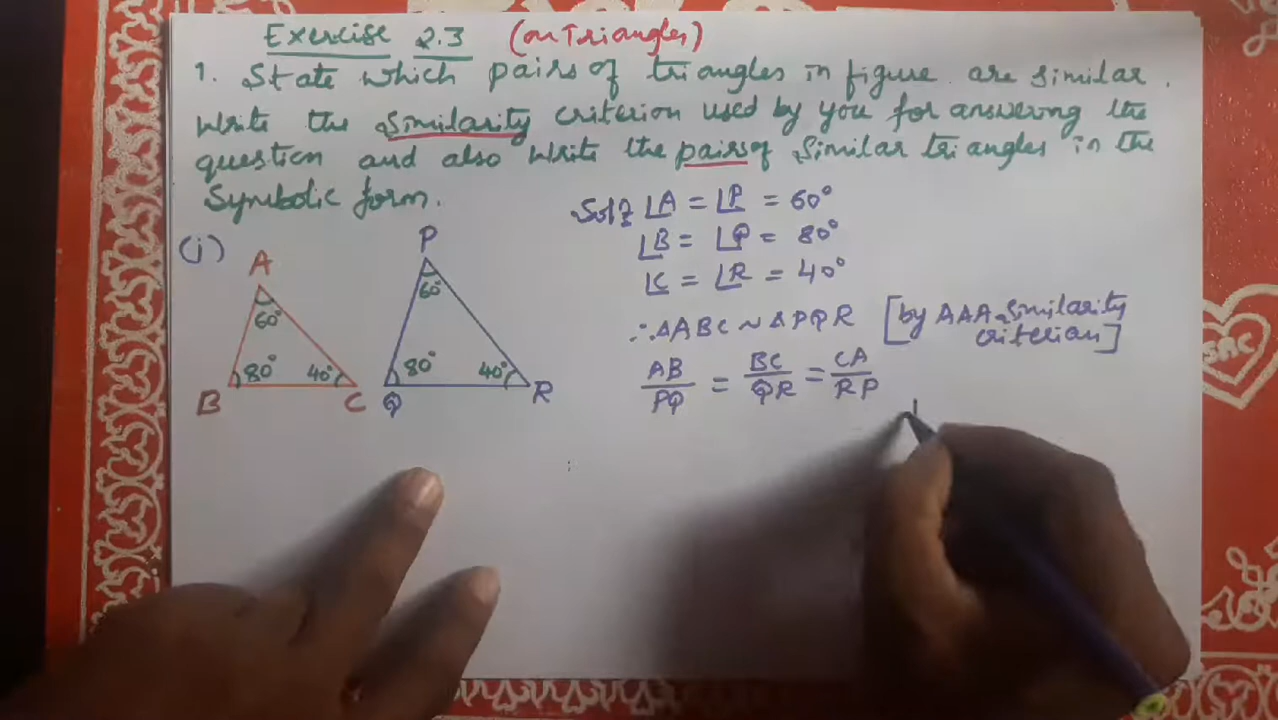 Exercise 2.3 (on Triangles)
1. State which pairs of triangles in figure are similar.
Write the similarity criterion used by you for answering the
question and also write the pairs of similar triangles in the
Symbolic form.
(i)
A
60°
B
80°
40°
C
P
60°
80°
40°
Q
R
Sol: ∠A = ∠P = 60°
∠B = ∠Q = 80°
∠C = ∠R = 40°
∴ ΔABC ~ ΔPQR [by AAA similarity
criterian]
AB/PQ = BC/QR = CA/RP
SAC